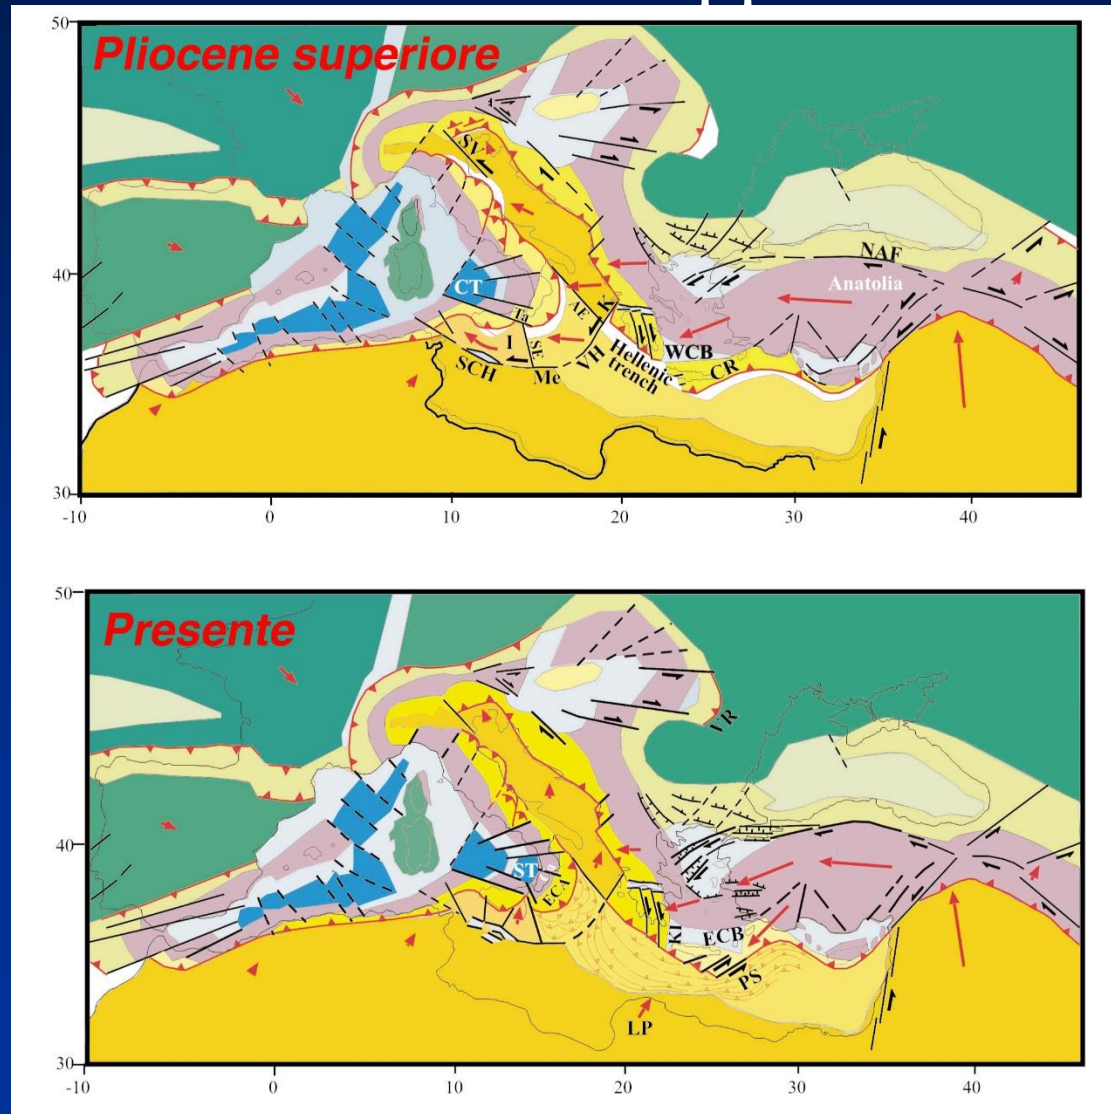 50
Pliocene superiore
SV
NAF
40
CT
Anatolia
Ta
AE
K
I
SE
WCB
SCH
Me
VH
Hellenic
trench
CR
30
-10
0
10
20
30
40
50
Presente
VR
40
ST
ECA
KI
ECB
PS
LP
30
-10
0
10
20
30
40